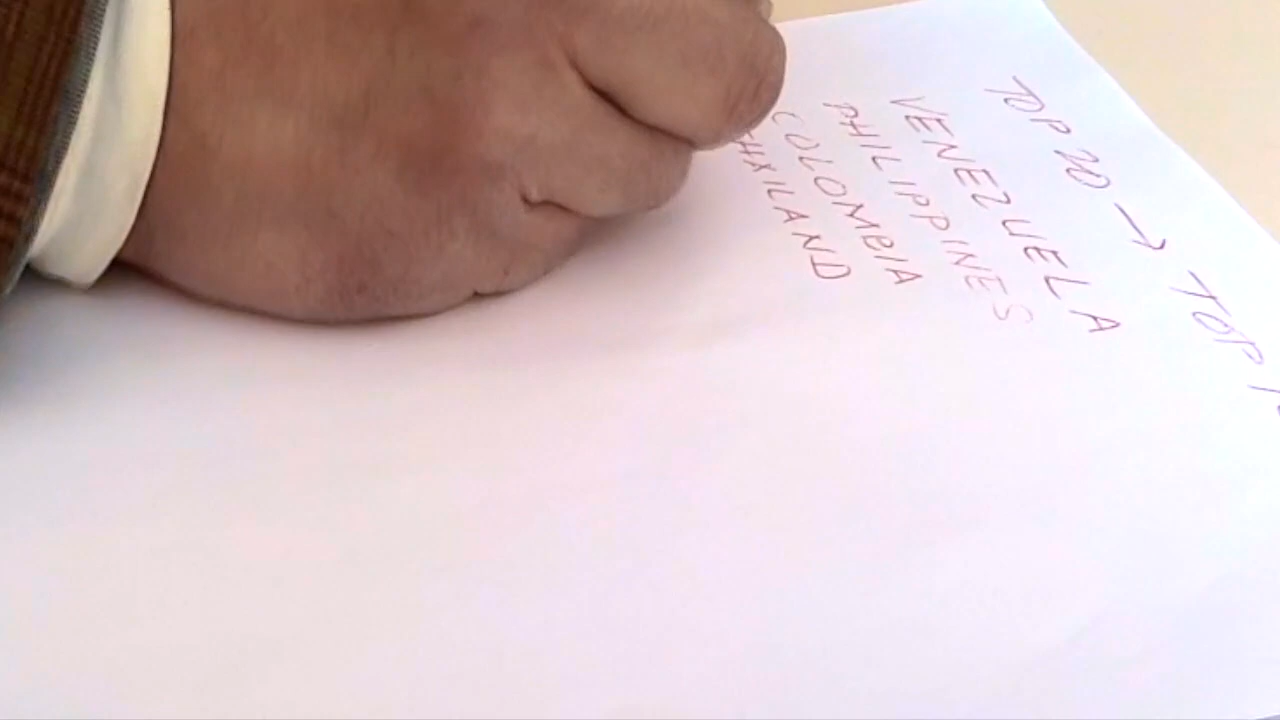 TOP 20 → TOP
VENEZUELA
PHILIPPINES
COLOMBIA
THAILAND